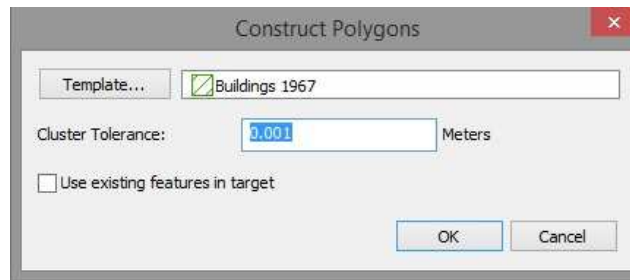 Construct Polygons
Template... Buildings 1967
Cluster Tolerance: 0.001 Meters
Use existing features in target
OK Cancel